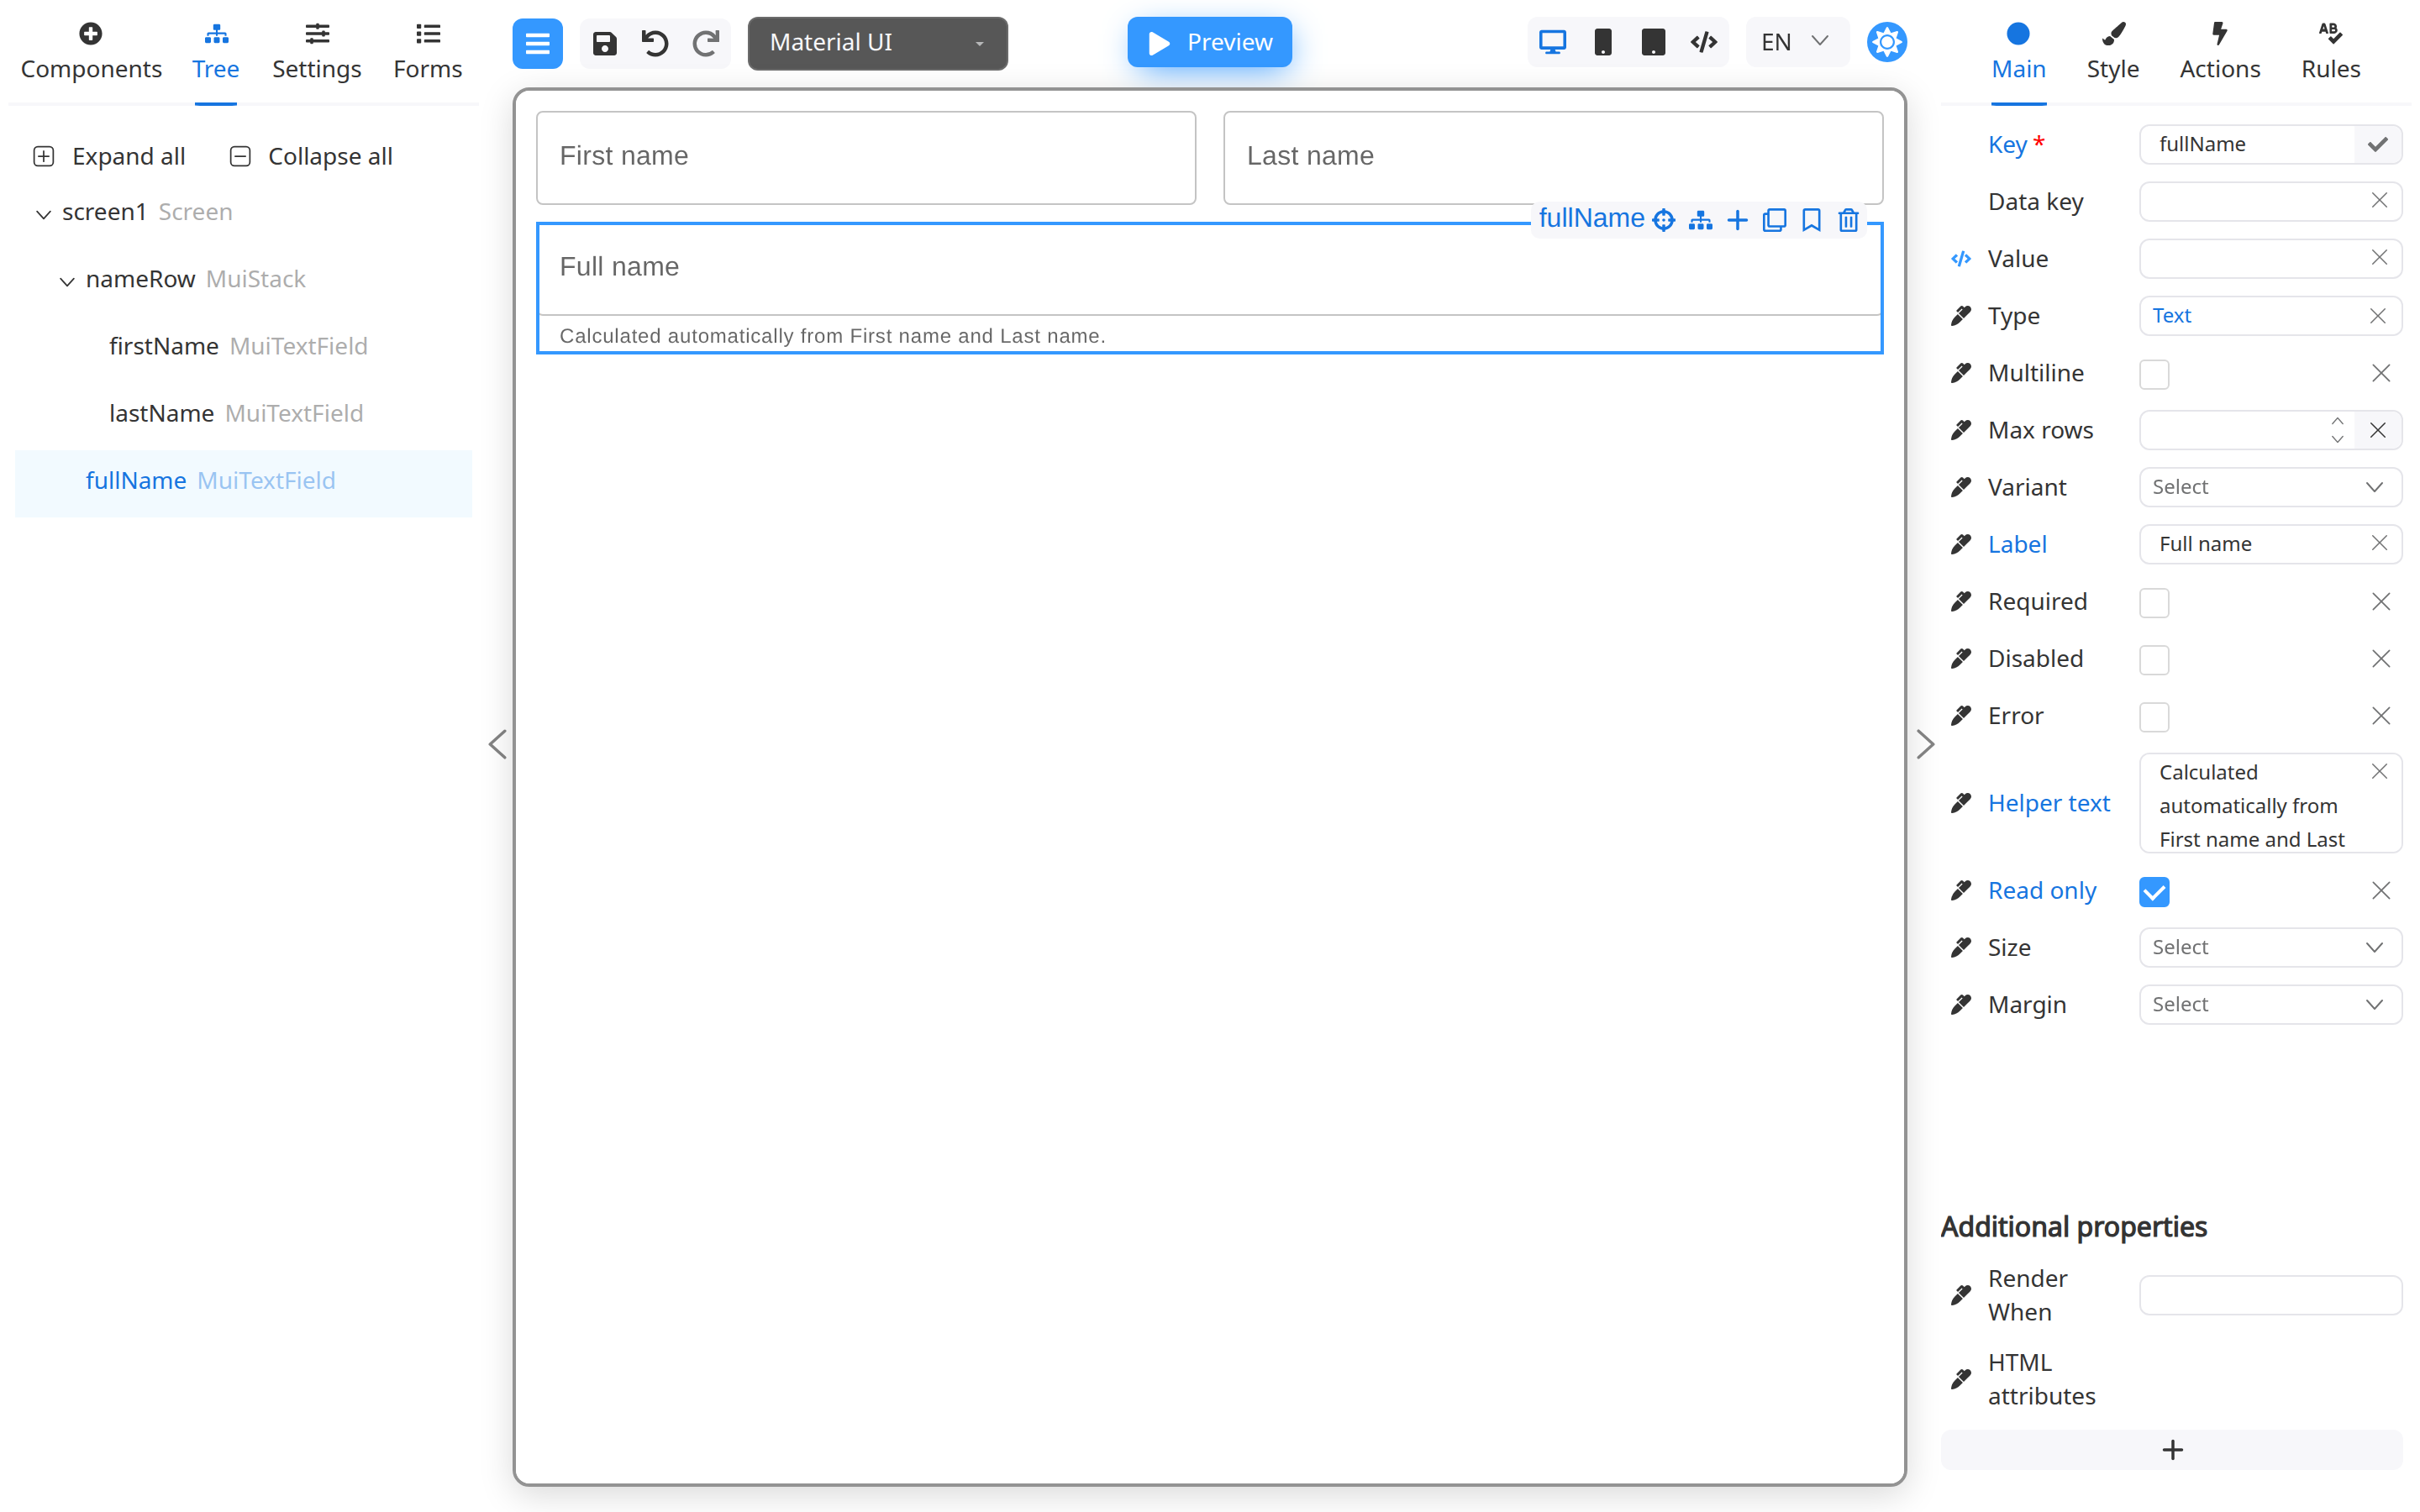 Components
Tree
Settings
Forms
Material UI
Preview
EN
Main
Style
Actions
AB
Rules
Expand all
Collapse all
screen1 Screen
nameRow MuiStack
firstName MuiTextField
lastName MuiTextField
fullName MuiTextField
First name
Last name
fullName
Full name
Calculated automatically from First name and Last name.
Key * fullName
Data key
Value
Type Text
Multiline
Max rows
Variant Select
Label Full name
Required
Disabled
Error
Helper text
Calculated
automatically from
First name and Last
Read only
Size Select
Margin Select
Additional properties
Render
When
HTML
attributes